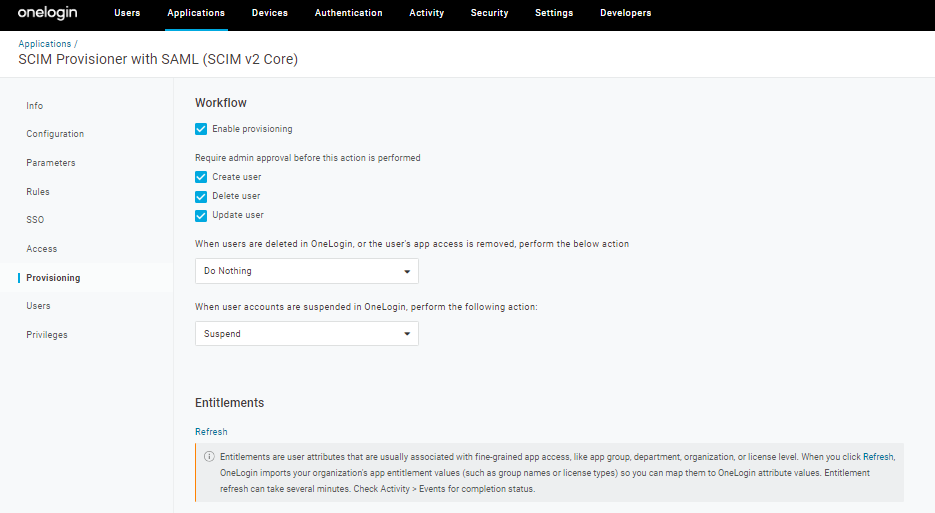 onelogin Users Applications Devices Authentication Activity Security Settings Developers
Applications /
SCIM Provisioner with SAML (SCIM v2 Core)
Info
Configuration
Parameters
Rules
SSO
Access
Provisioning
Users
Privileges
Workflow
Enable provisioning
Require admin approval before this action is performed
Create user
Delete user
Update user
When users are deleted in OneLogin, or the user's app access is removed, perform the below action
Do Nothing
When user accounts are suspended in OneLogin, perform the following action:
Suspend
Entitlements
Refresh
Entitlements are user attributes that are usually associated with fine-grained app access, like app group, department, organization, or license level. When you click Refresh,
OneLogin imports your organization's app entitlement values (such as group names or license types) so you can map them to OneLogin attribute values. Entitlement
refresh can take several minutes. Check Activity > Events for completion status.